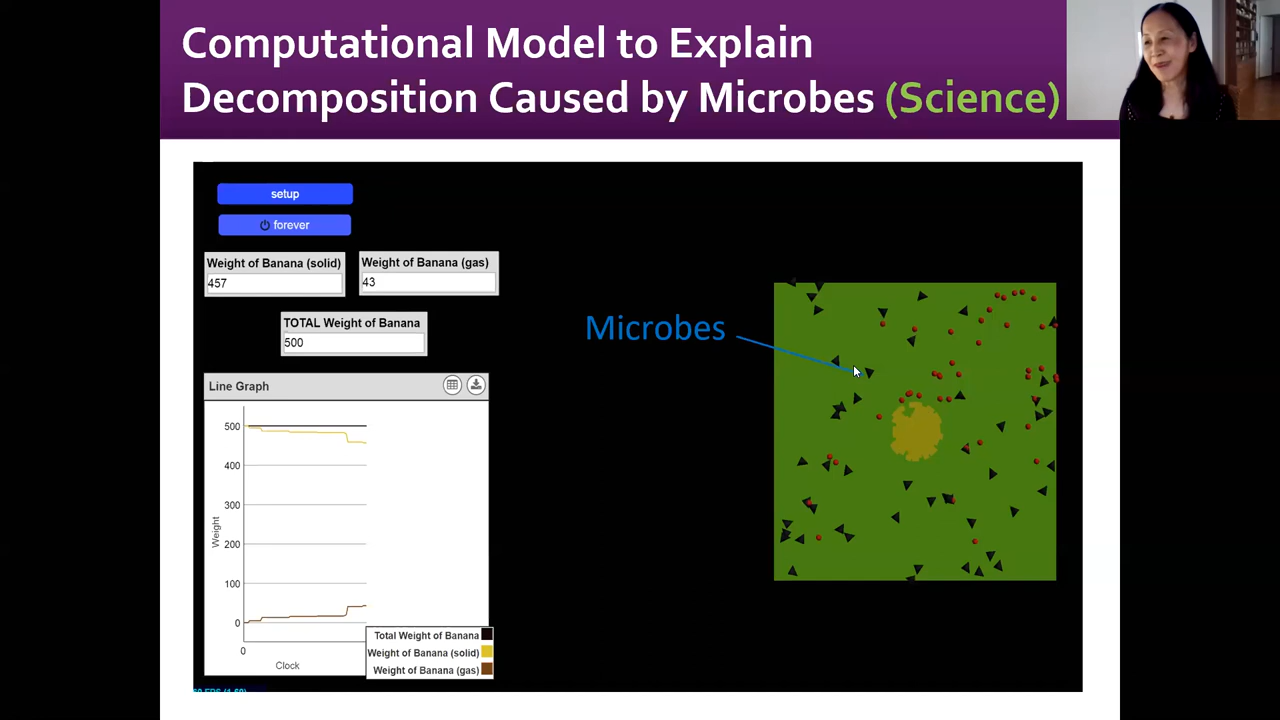 Computational Model to Explain
Decomposition Caused by Microbes (Science)
setup
forever
Weight of Banana (solid)
457
Weight of Banana (gas)
43
TOTAL Weight of Banana
500
Microbes
Line Graph
500
400
300
200
100
0
Weight
0
Clock
Total Weight of Banana
Weight of Banana (solid)
Weight of Banana (gas)